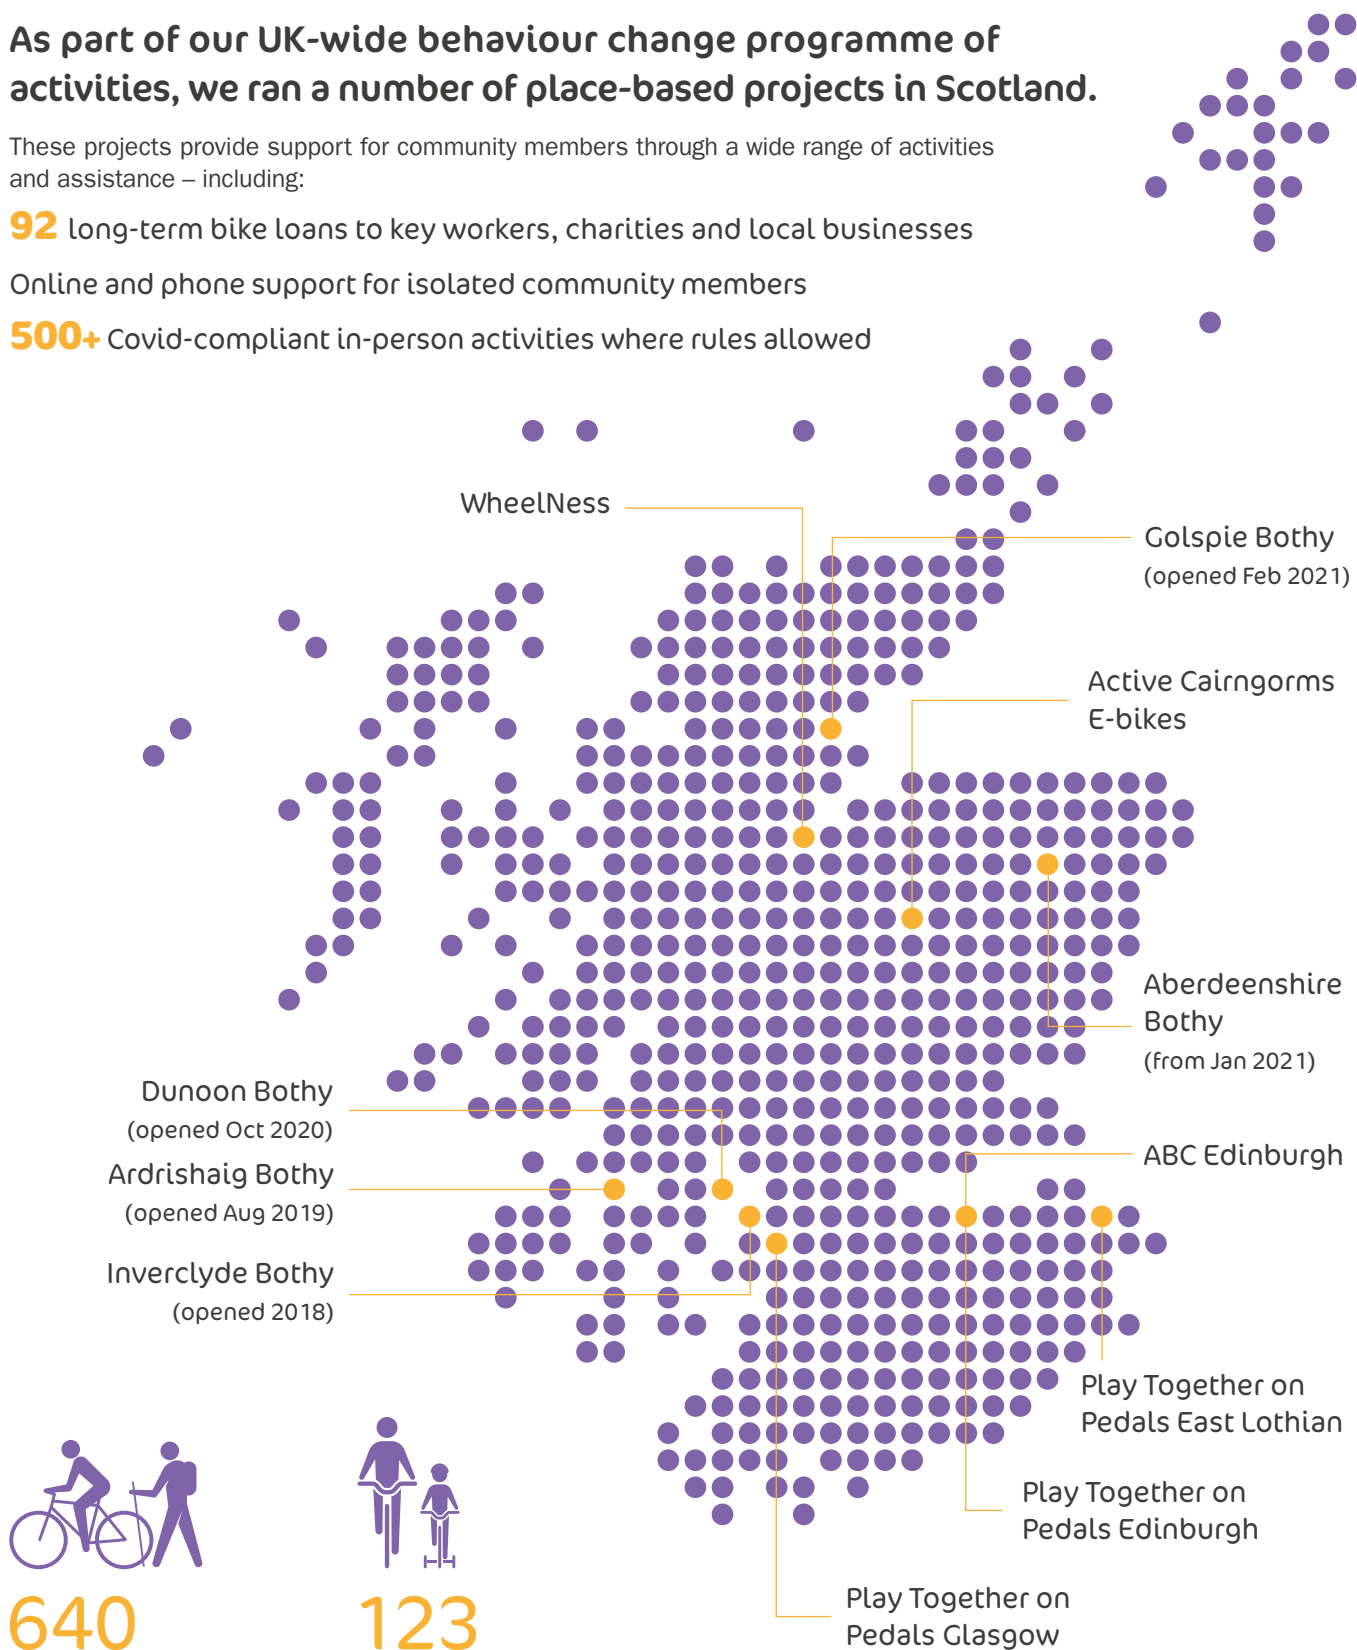 As part of our UK-wide behaviour change programme of
activities, we ran a number of place-based projects in Scotland.
These projects provide support for community members through a wide range of activities
and assistance – including:
92 long-term bike loans to key workers, charities and local businesses
Online and phone support for isolated community members
500+ Covid-compliant in-person activities where rules allowed
WheelNess
Golspie Bothy
(opened Feb 2021)
Active Cairngorms
E-bikes
Aberdeenshire
Bothy
(from Jan 2021)
Dunoon Bothy
(opened Oct 2020)
Ardrishaig Bothy
(opened Aug 2019)
Inverclyde Bothy
(opened 2018)
ABC Edinburgh
Play Together on
Pedals East Lothian
Play Together on
Pedals Edinburgh
Play Together on
Pedals Glasgow
640
123